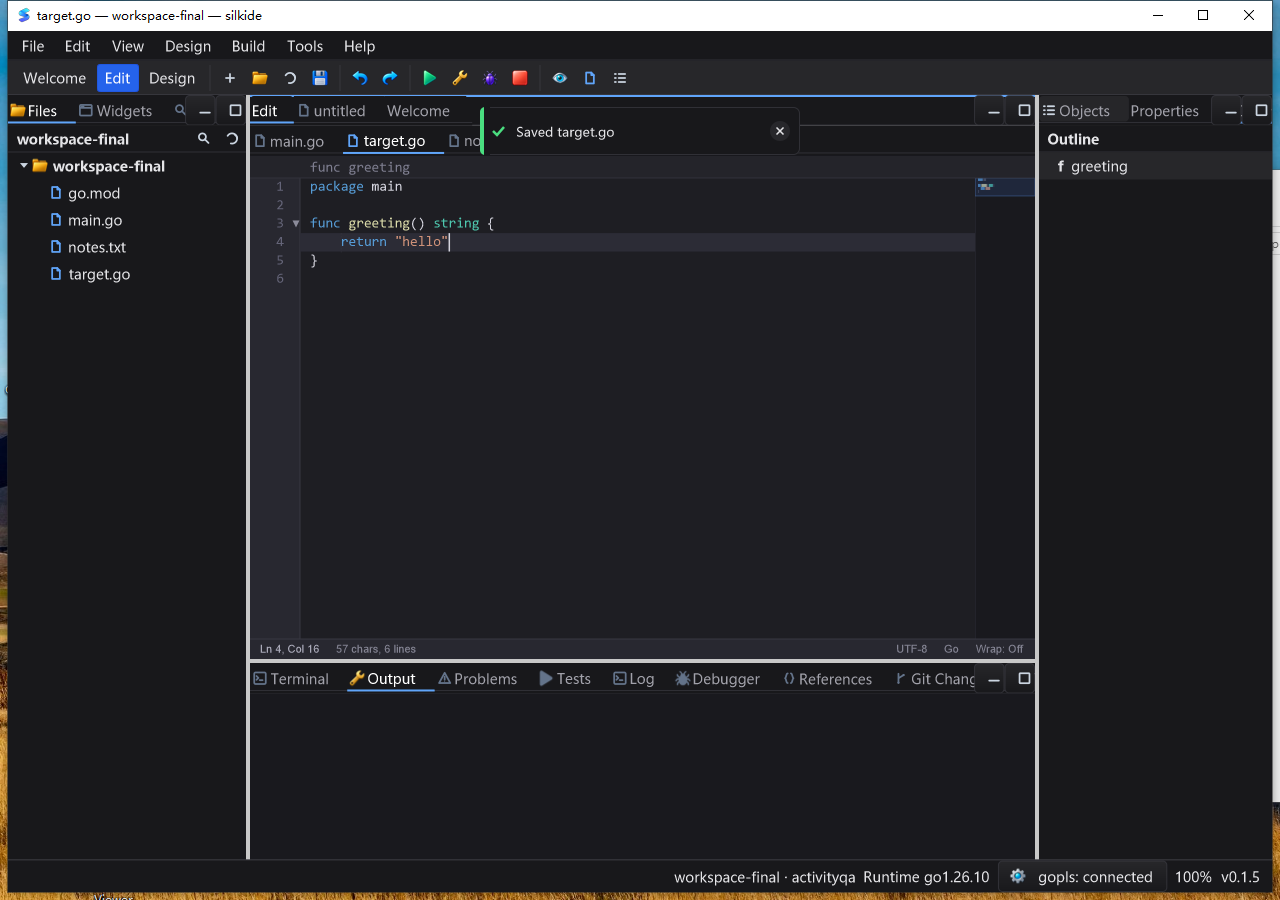 target.go — workspace-final — silkide
File Edit View Design Build Tools Help
Welcome Edit Design
Files Widgets
Edit untitled Welcome
Objects Properties
Saved target.go
workspace-final
main.go target.go no
Outline
workspace-final
func greeting
f greeting
go.mod
main.go
notes.txt
target.go
1 package main
2
3 func greeting() string {
4 return "hello"
5 }
6
Ln 4, Col 16 57 chars, 6 lines UTF-8 Go Wrap: Off
Terminal Output Problems Tests Log Debugger References Git Chang
workspace-final · activityqa Runtime go1.26.10 gopls: connected 100% v0.1.5
Viewer